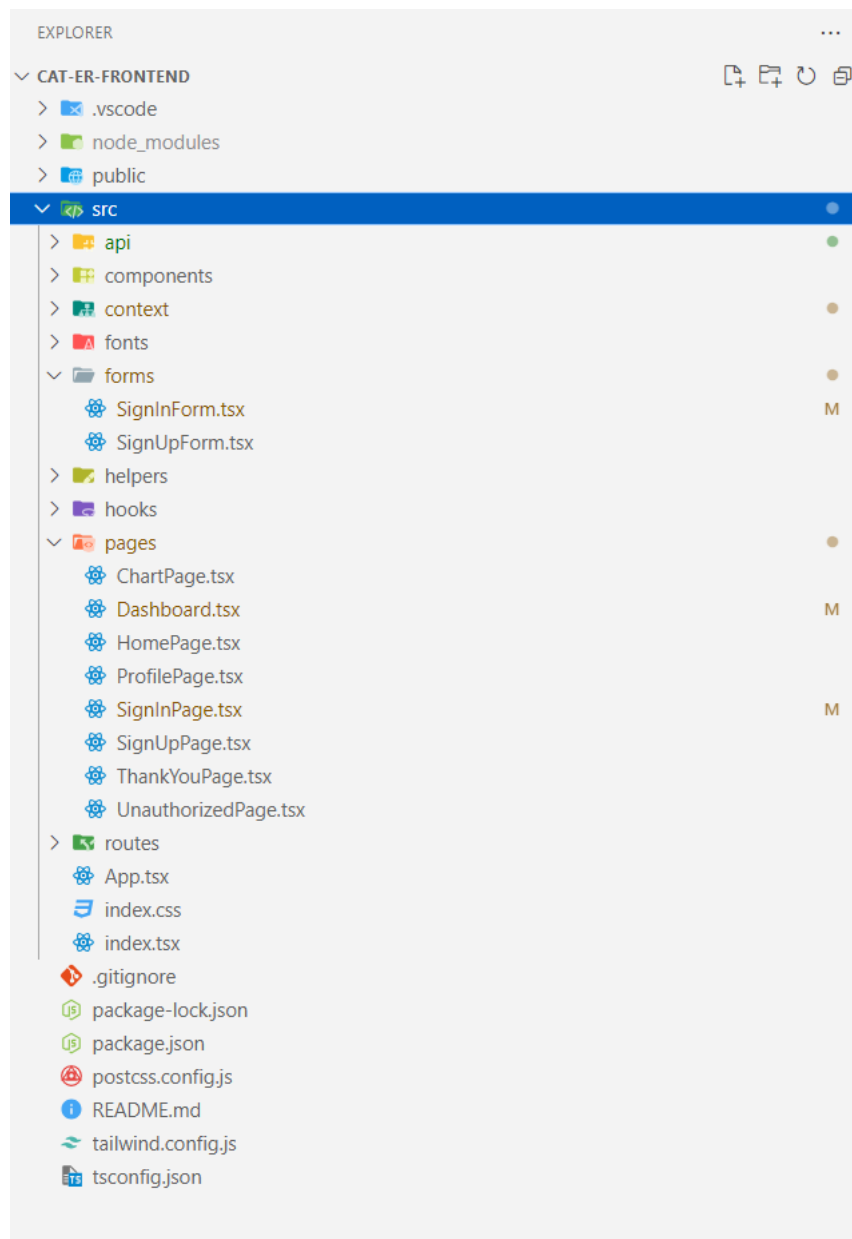 EXPLORER
CAT-ER-FRONTEND
.vscode
node_modules
public
src
api
components
context
fonts
forms
SignInForm.tsx M
SignUpForm.tsx
helpers
hooks
pages
ChartPage.tsx
Dashboard.tsx M
HomePage.tsx
ProfilePage.tsx
SignInPage.tsx M
SignUpPage.tsx
ThankYouPage.tsx
UnauthorizedPage.tsx
routes
App.tsx
index.css
index.tsx
.gitignore
package-lock.json
package.json
postcss.config.js
README.md
tailwind.config.js
tsconfig.json